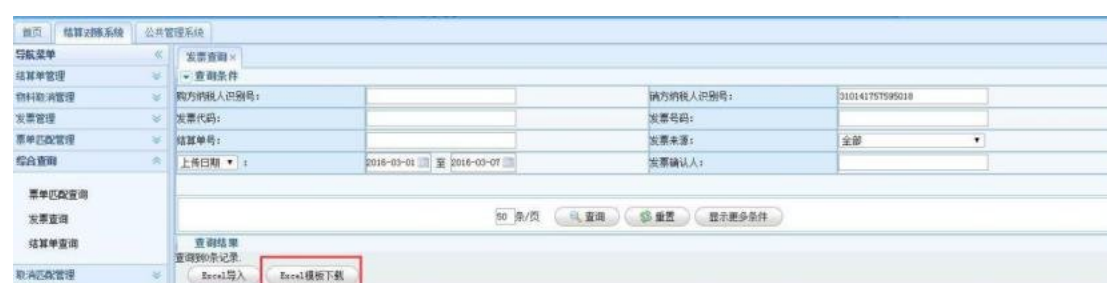 首页 结算对账系统 公共管理系统
导航菜单
发票查询
结算单管理
查询条件
物料取消管理
购方纳税人识别号:
销方纳税人识别号: 310141757595018
发票管理
发票代码:
发票号码:
票单匹配管理
结算单号:
发票来源: 全部
综合查询
上传日期 : 2016-03-01 至 2016-03-07
发票确认人:
票单匹配查询
发票查询
50 条/页 查询 重置 显示更多条件
结算单查询
查询结果
查询到0条记录.
取消匹配管理
Excel导入 Excel模板下载